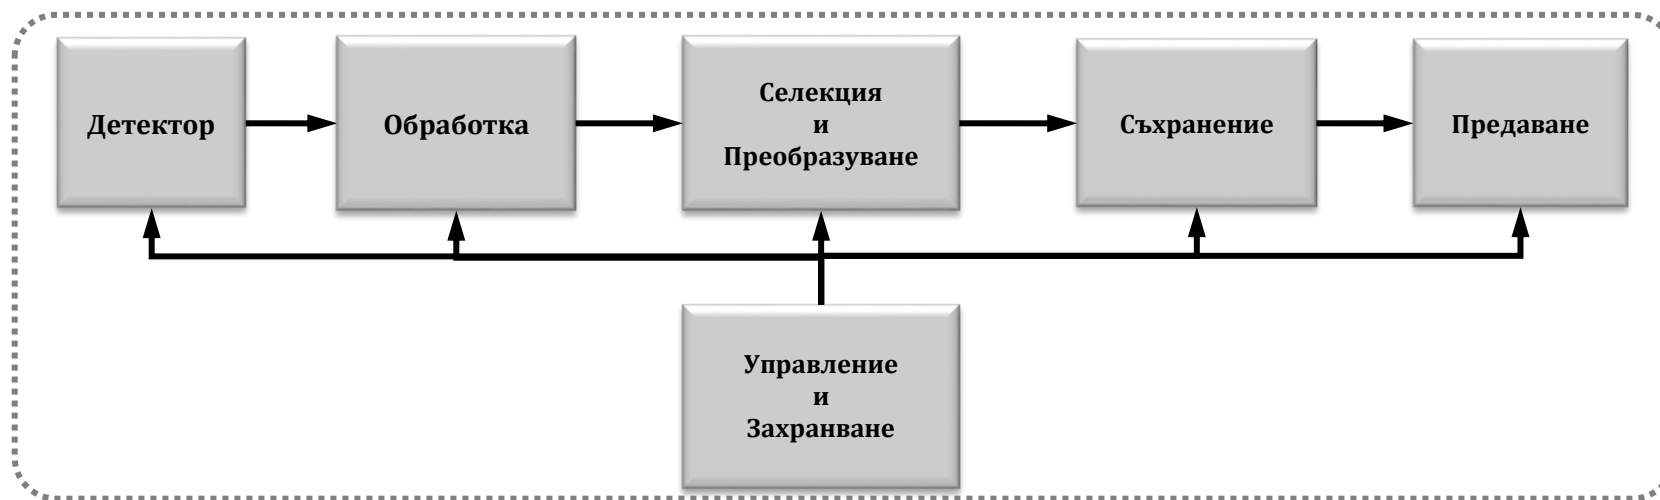 Детектор
Обработка
Селекция
и
Преобразуване
Съхранение
Предаване
Управление
и
Захранване